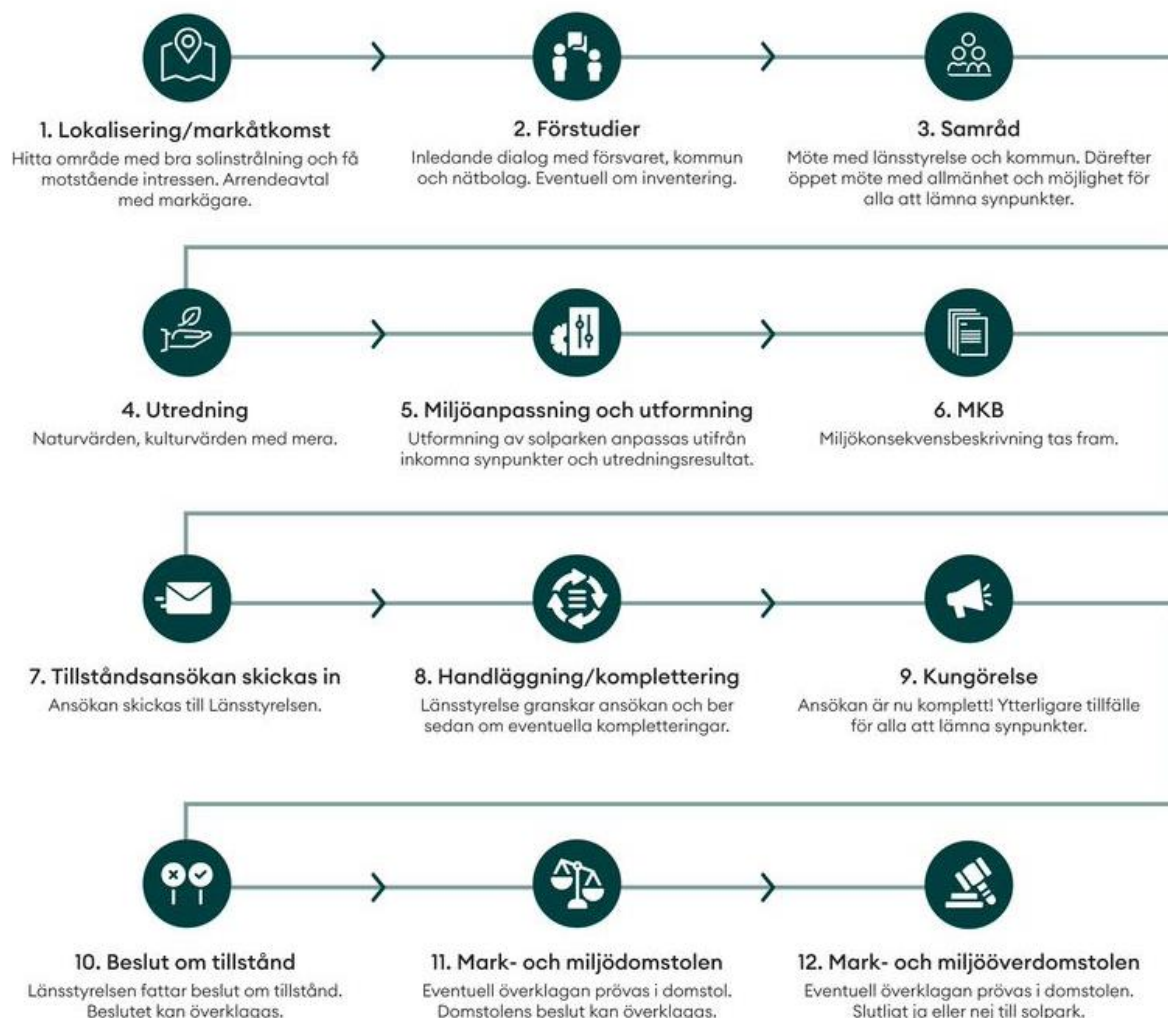 1. Lokalisering/markåtkomst
Hitta område med bra solinstrålning och få
motstående intressen. Arrendeavtal
med markägare.
2. Förstudier
Inledande dialog med försvaret, kommun
och nätbolag. Eventuell om inventering.
3. Samråd
Möte med länsstyrelse och kommun. Därefter
öppet möte med allmänhet och möjlighet för
alla att lämna synpunkter.
4. Utredning
Naturvärden, kulturvärden med mera.
5. Miljöanpassning och utformning
Utformning av solparken anpassas utifrån
inkomna synpunkter och utredningsresultat.
6. MKB
Miljökonsekvensbeskrivning tas fram.
7. Tillståndsansökan skickas in
Ansökan skickas till Länsstyrelsen.
8. Handläggning/komplettering
Länsstyrelse granskar ansökan och ber
sedan om eventuella kompletteringar.
9. Kungörelse
Ansökan är nu komplett! Ytterligare tillfälle
för alla att lämna synpunkter.
10. Beslut om tillstånd
Länsstyrelsen fattar beslut om tillstånd.
Beslutet kan överklagas.
11. Mark- och miljödomstolen
Eventuell överklagan prövas i domstol.
Domstolens beslut kan överklagas.
12. Mark- och miljööverdomstolen
Eventuell överklagan prövas i domstolen.
Slutligt ja eller nej till solpark.